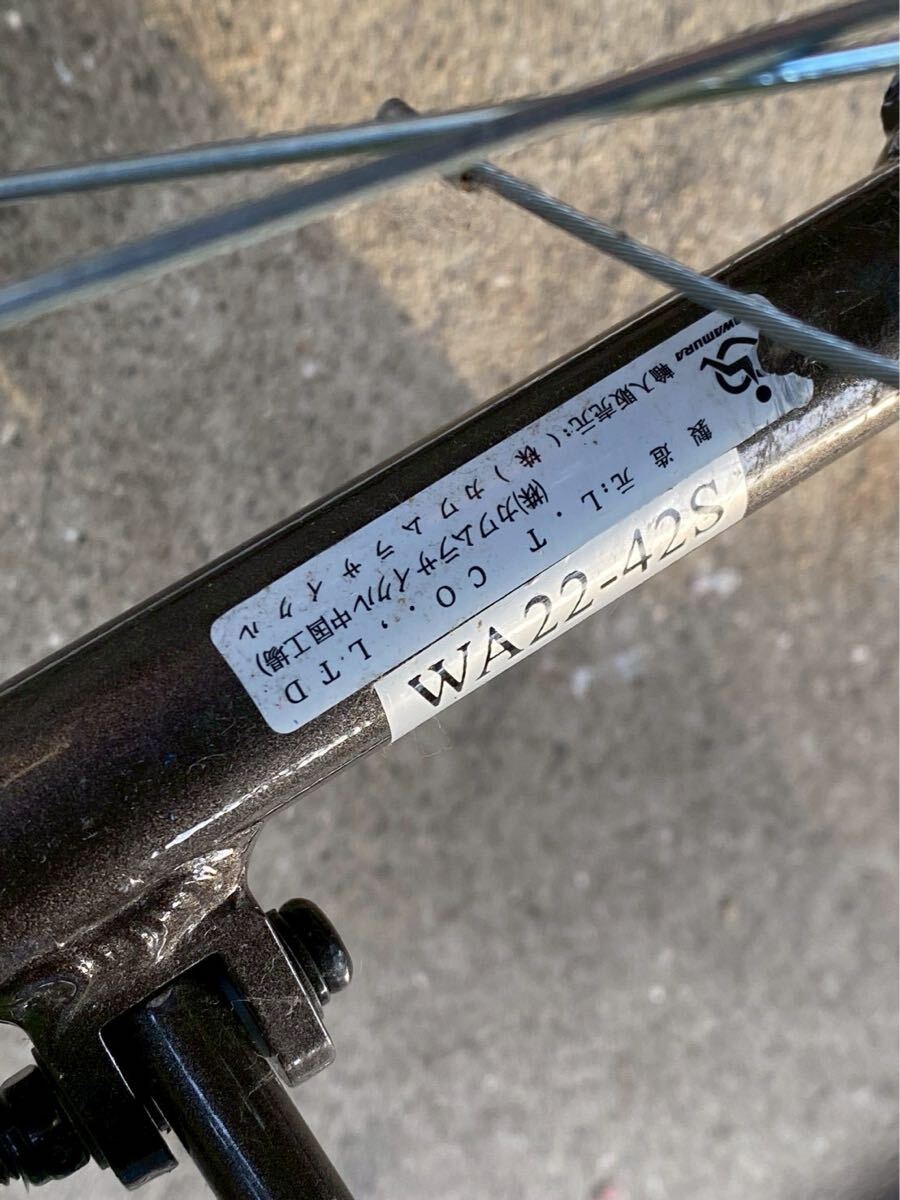 KAWAMURA
輸入販売元:(株)カワムラサイクル
製造元:L.T CO.,LTD
(株)カワムラサイクル中国工場)
WA22-42S